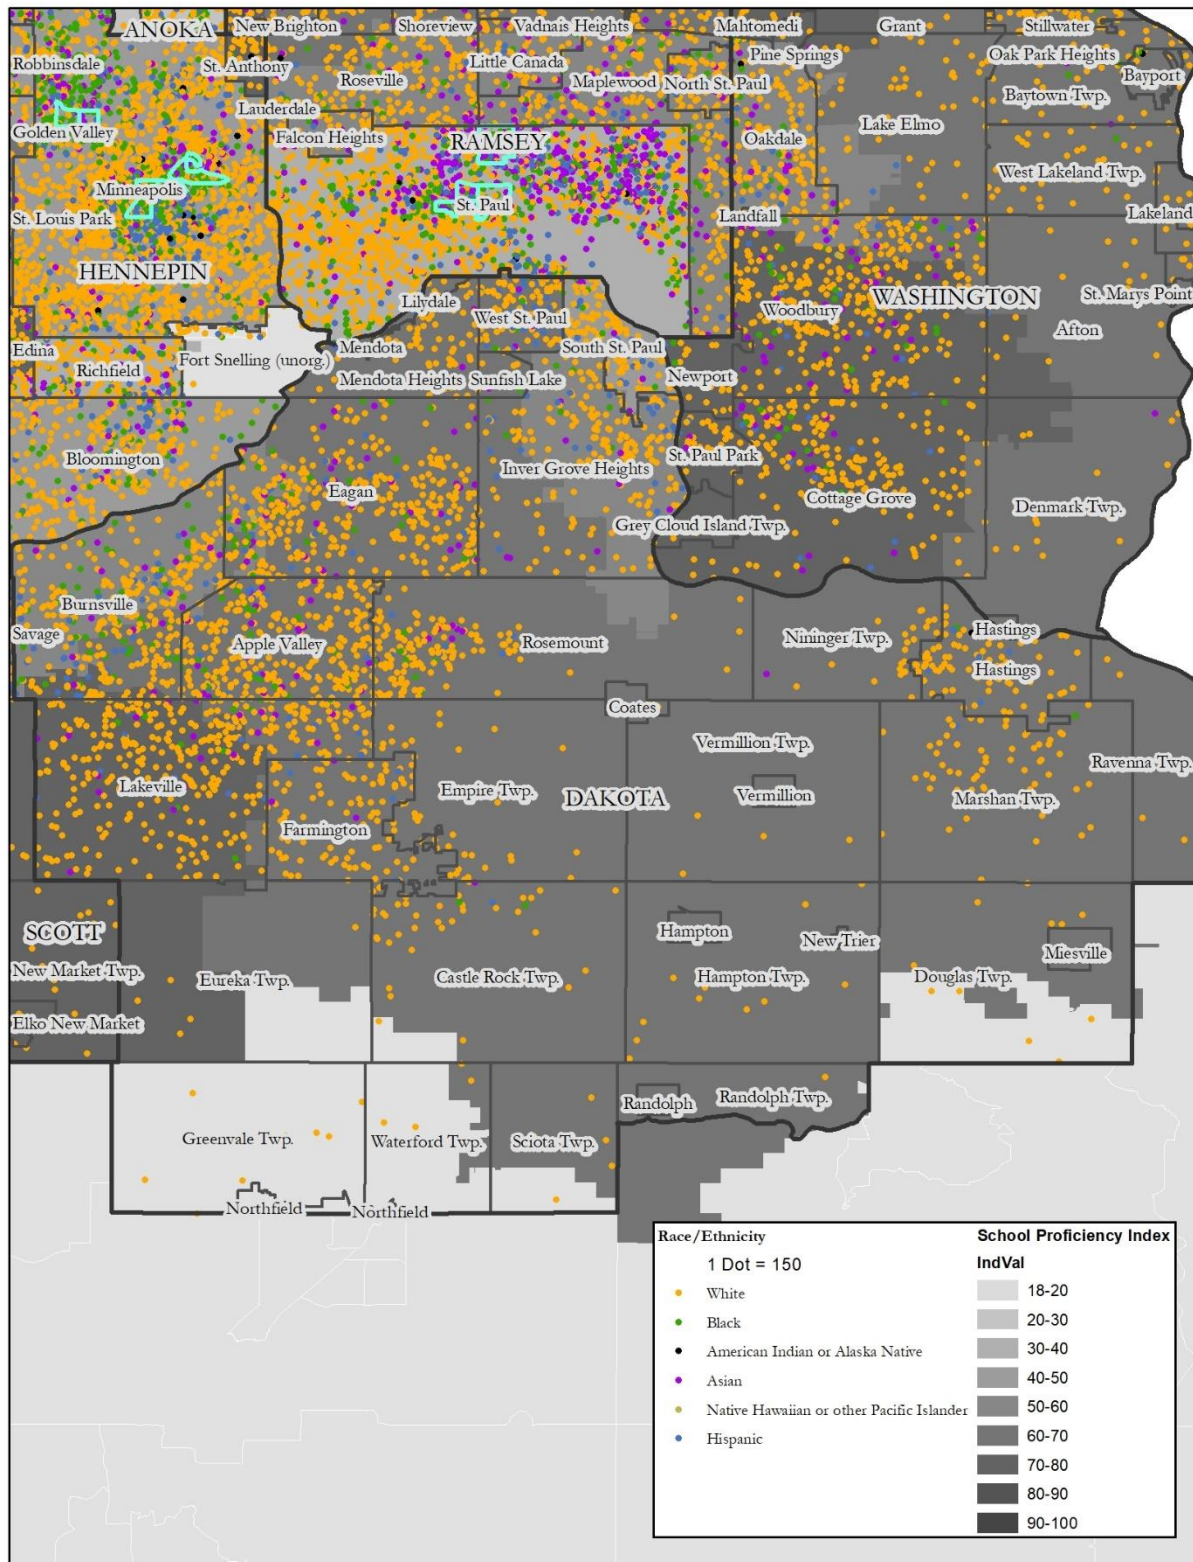 ANOKA
New Brighton
Shoreview
Vadnais Heights
Mahtomedi
Grant
Stillwater
Robbinsdale
St. Anthony
Roseville
Little Canada
Pine Springs
Oak Park Heights
Bayport
Maplewood
North St. Paul
Baytown Twp.
Lauderdale
Golden Valley
Falcon Heights
RAMSEY
Oakdale
Lake Elmo
West Lakeland Twp.
Minneapolis
St. Paul
St. Louis Park
Landfall
Lakeland
HENNEPIN
Lilydale
West St. Paul
Woodbury
WASHINGTON
St. Marys Point
Afton
Edina
Richfield
Fort Snelling (unorg.)
Mendota
South St. Paul
Mendota Heights
Sunfish Lake
Newport
Bloomington
Eagan
Inver Grove Heights
St. Paul Park
Cottage Grove
Denmark Twp.
Grey Cloud Island Twp.
Burnsville
Savage
Apple Valley
Rosemount
Nininger Twp.
Hastings
Hastings
Coates
Vermillion Twp.
Ravenna Twp.
Lakeville
Empire Twp.
DAKOTA
Vermillion
Marshan Twp.
Farmington
SCOTT
Hampton
New Trier
Miesville
New Market Twp.
Eureka Twp.
Castle Rock Twp.
Hampton Twp.
Douglas Twp.
Elko New Market
Randolph
Randolph Twp.
Greenvale Twp.
Waterford Twp.
Sciota Twp.
Northfield
Northfield
Race/Ethnicity
1 Dot = 150
White
Black
American Indian or Alaska Native
Asian
Native Hawaiian or other Pacific Islander
Hispanic
School Proficiency Index
IndVal
18-20
20-30
30-40
40-50
50-60
60-70
70-80
80-90
90-100